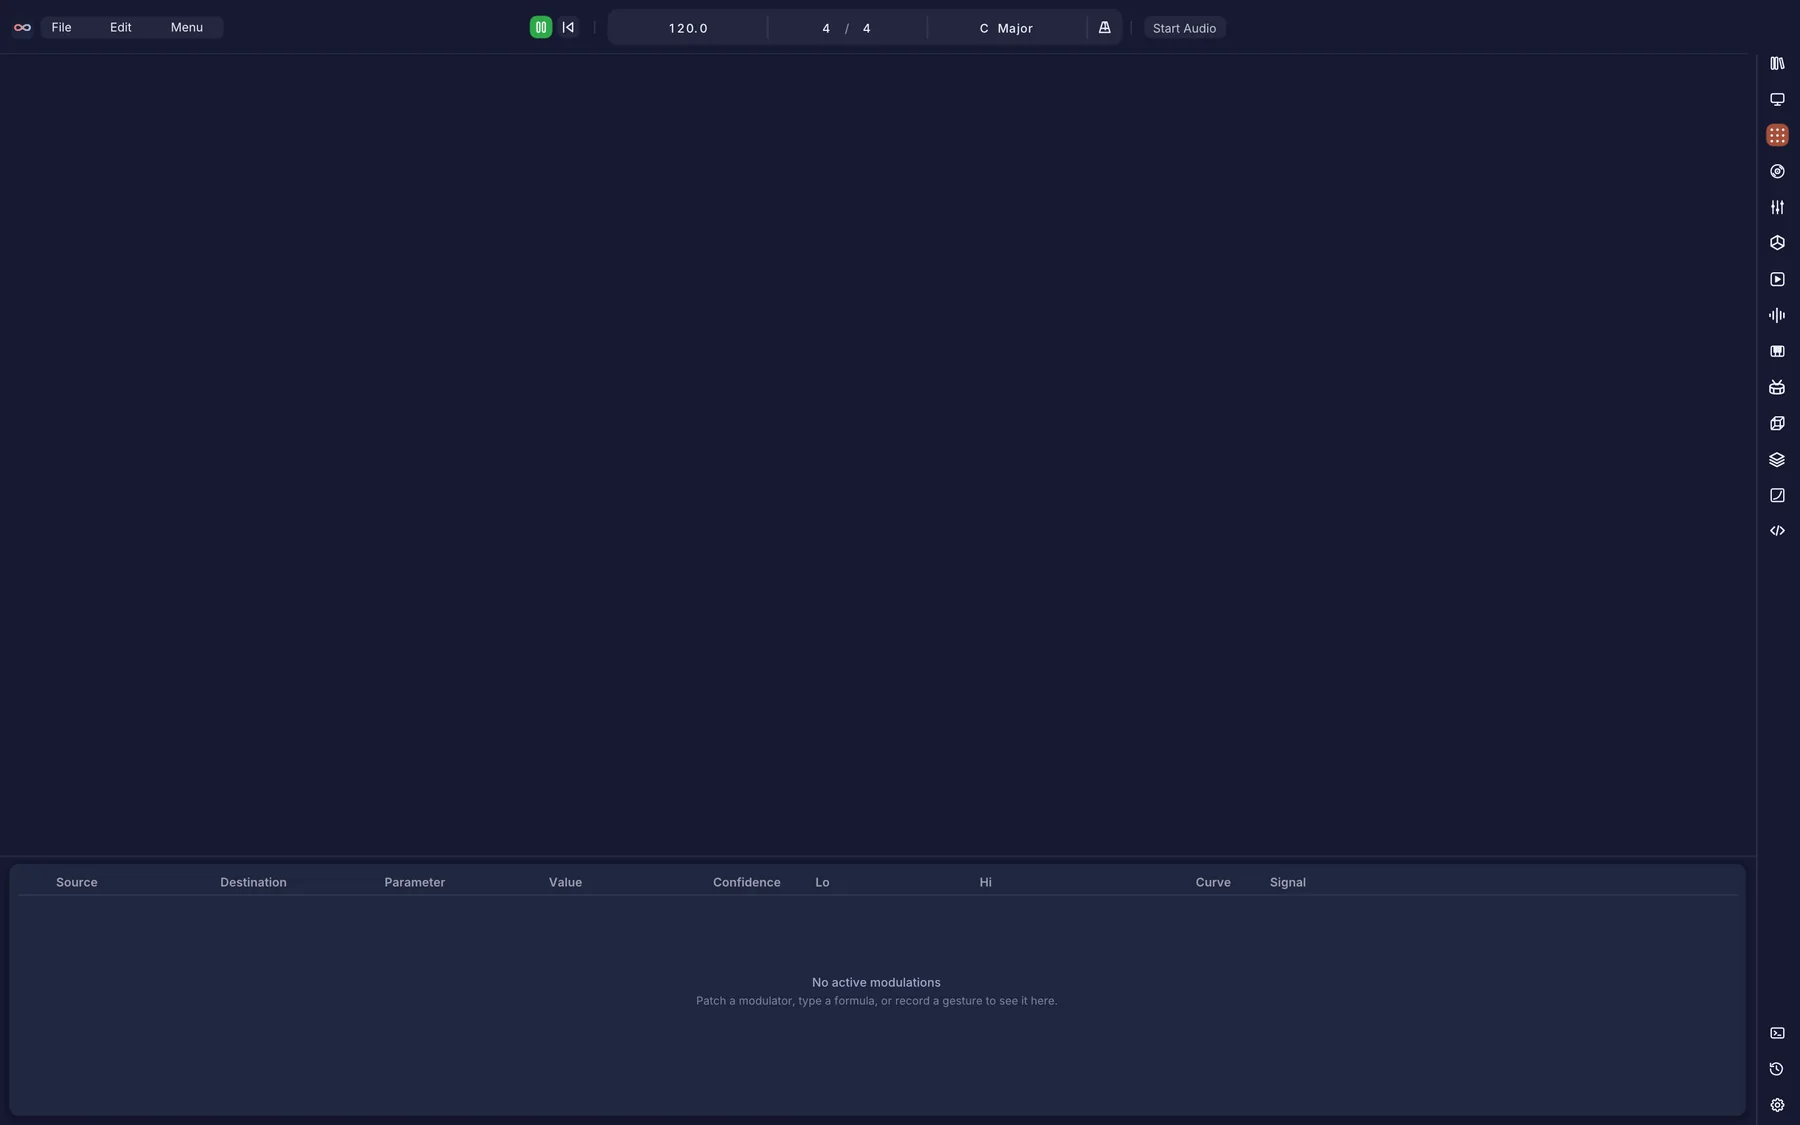 File Edit Menu
120.0 4 / 4 C Major Start Audio
Source Destination Parameter Value Confidence Lo Hi Curve Signal
No active modulations
Patch a modulator, type a formula, or record a gesture to see it here.